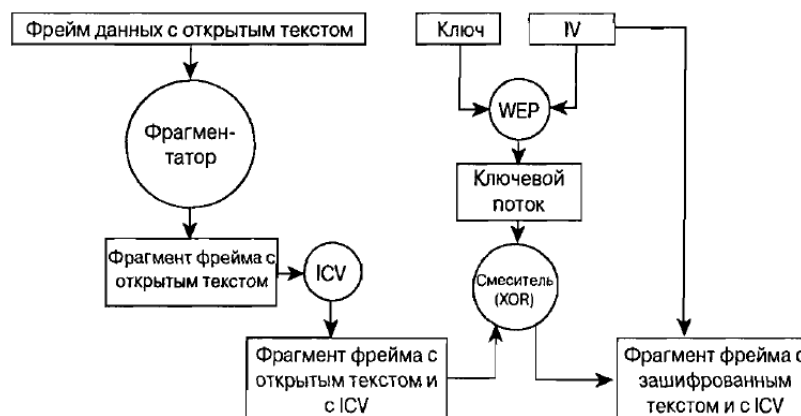 Фрейм данных с открытым текстом
Ключ
IV
WEP
Фрагмен-
татор
Ключевой
поток
Фрагмент фрейма с
открытым текстом
ICV
Смеситель
(XOR)
Фрагмент фрейма с
открытым текстом и
с ICV
Фрагмент фрейма с
зашифрованным
текстом и с ICV